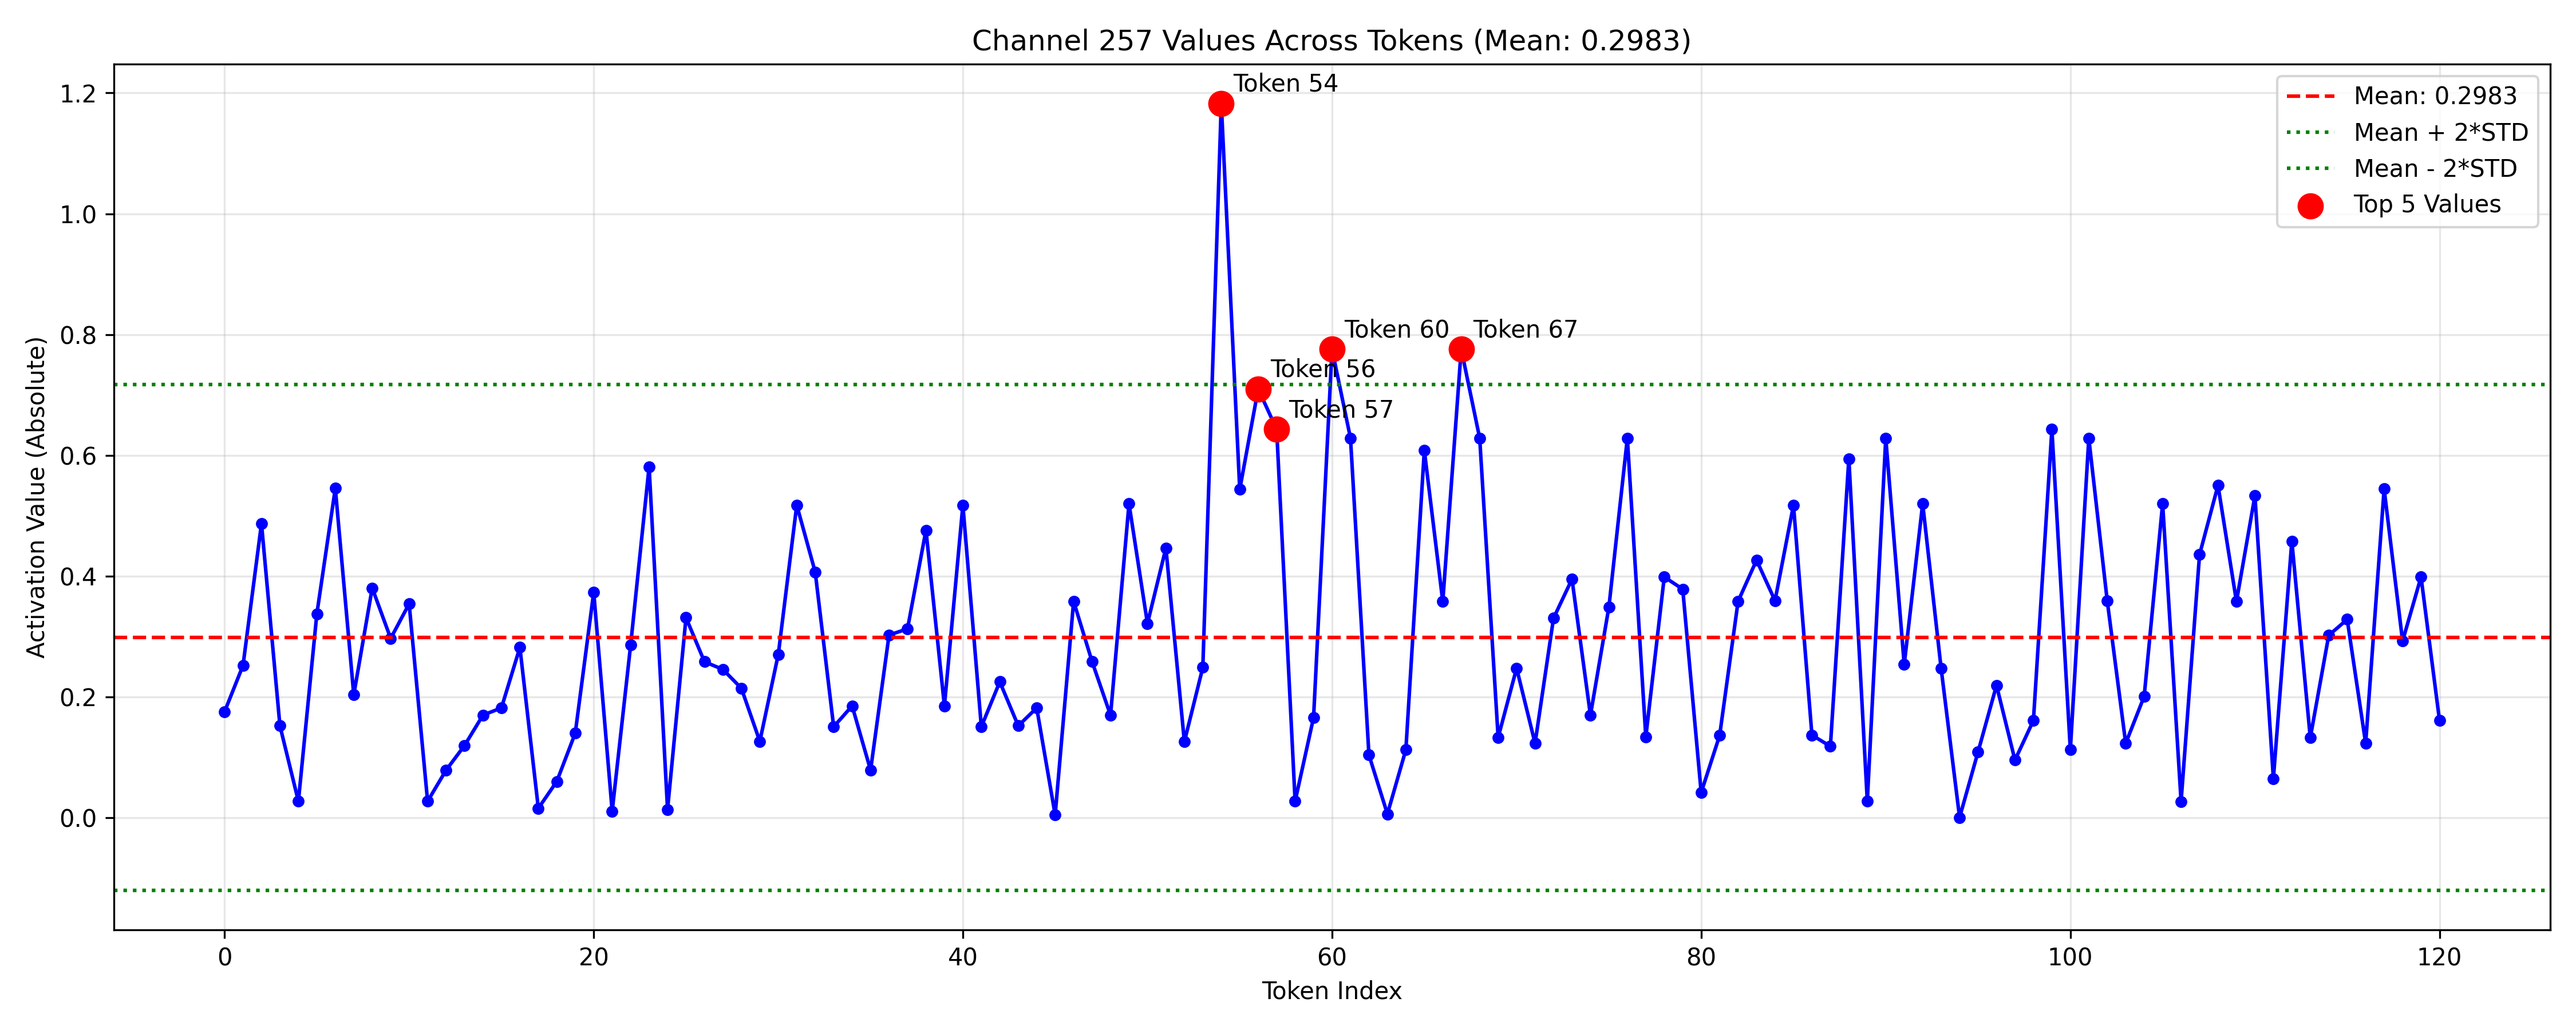 Channel 257 Values Across Tokens (Mean: 0.2983)
Mean: 0.2983
Mean + 2*STD
Mean - 2*STD
Top 5 Values
Token 54
Token 60
Token 67
Token 56
Token 57
Activation Value (Absolute)
1.2
1.0
0.8
0.6
0.4
0.2
0.0
0
20
40
60
80
100
120
Token Index